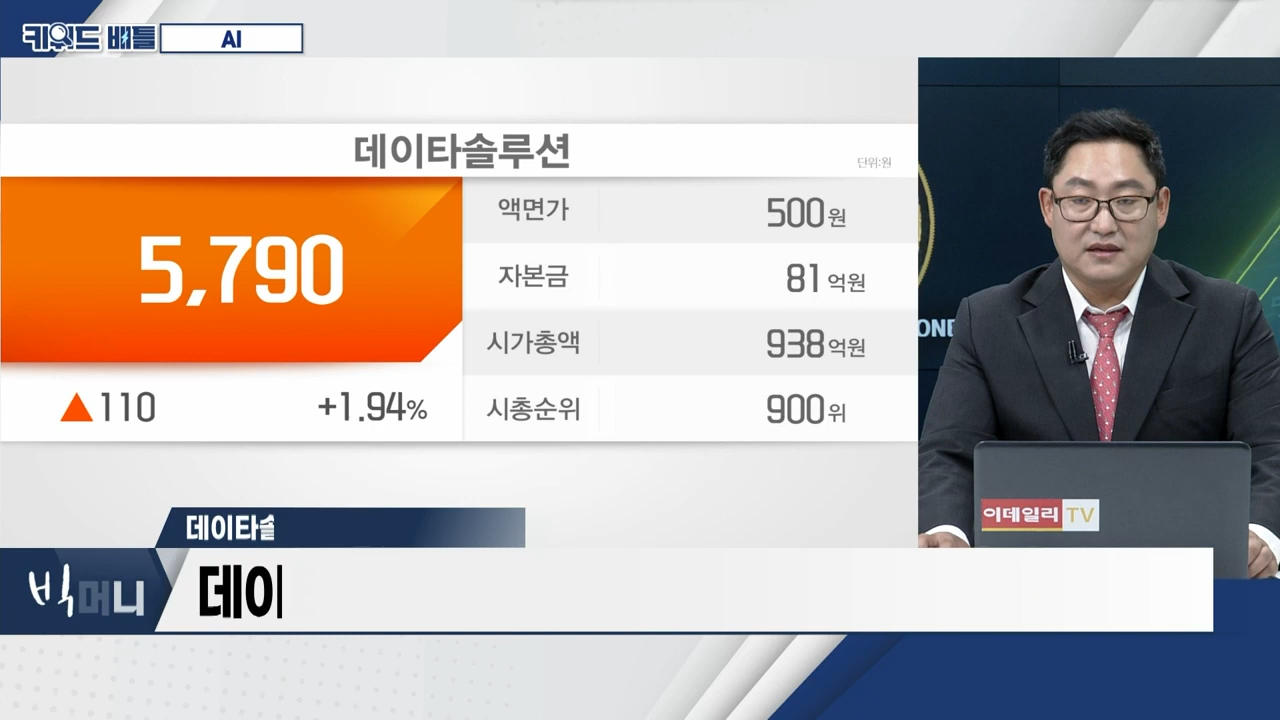 키워드 배틀
AI
데이타솔루션
단위:원
5,790
▲110 +1.94%
액면가 500원
자본금 81억원
시가총액 938억원
시총순위 900위
ONE
이데일리 TV
데이타솔
빅머니
데이